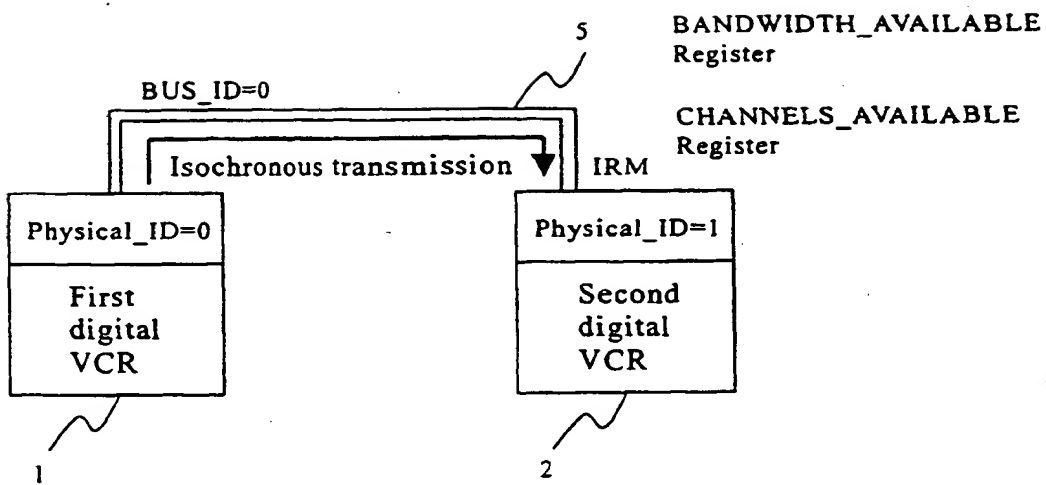 5
BANDWIDTH_AVAILABLE
Register
BUS_ID=0
CHANNELS_AVAILABLE
Register
Isochronous transmission
IRM
Physical_ID=0
Physical_ID=1
First
digital
VCR
Second
digital
VCR
1
2